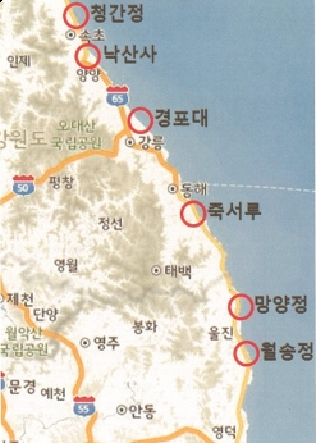 청간정
속초
인제
낙산사
양양
65
경포대
오대산
국립공원
강원도
강릉
50
평창
동해
죽서루
정선
영월
태백
제천
단양
망양정
봉화
울진
월악산
국립공원
영주
월송정
문경
예천
55
안동
영덕